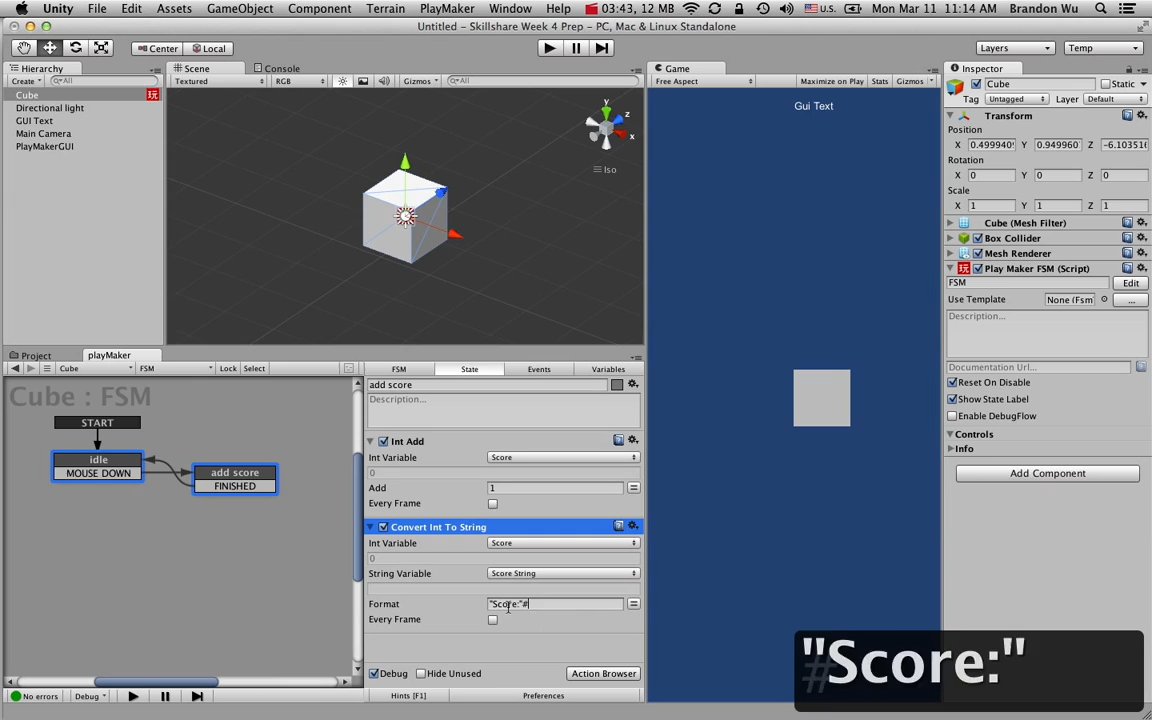 Unity File Edit Assets GameObject Component Terrain PlayMaker Window Help 03:43, 12 MB U.S. Mon Mar 11 11:14 AM Brandon Wu
Untitled - Skillshare Week 4 Prep - PC, Mac & Linux Standalone
Center Local Layers Temp
Hierarchy Scene Console Game Inspector
Create All Textured RGB Gizmos All Free Aspect Maximize on Play Stats Gizmos Cube Static
Cube 玩 Tag Untagged Layer Default
Directional light Gui Text Transform
GUI Text y z x Position
Main Camera X 0.499940 Y 0.949960 Z -6.103516
PlayMakerGUI Rotation
Iso X 0 Y 0 Z 0
Scale
X 1 Y 1 Z 1
Cube (Mesh Filter)
Box Collider
Mesh Renderer
玩 Play Maker FSM (Script)
FSM Edit
Use Template None (Fsm ...
Description...
Project playMaker
Cube FSM Lock Select FSM State Events Variables Documentation Url...
Cube : FSM add score Reset On Disable
Description... Show State Label
START Enable DebugFlow
Int Add Controls
idle Int Variable Score Info
MOUSE DOWN add score 0 Add Component
FINISHED Add 1
Every Frame
Convert Int To String
Int Variable Score
0
String Variable Score String
Format "Score:"#
Every Frame
"Score:"
#
Debug Hide Unused Action Browser
No errors Debug Hints [F1] Preferences